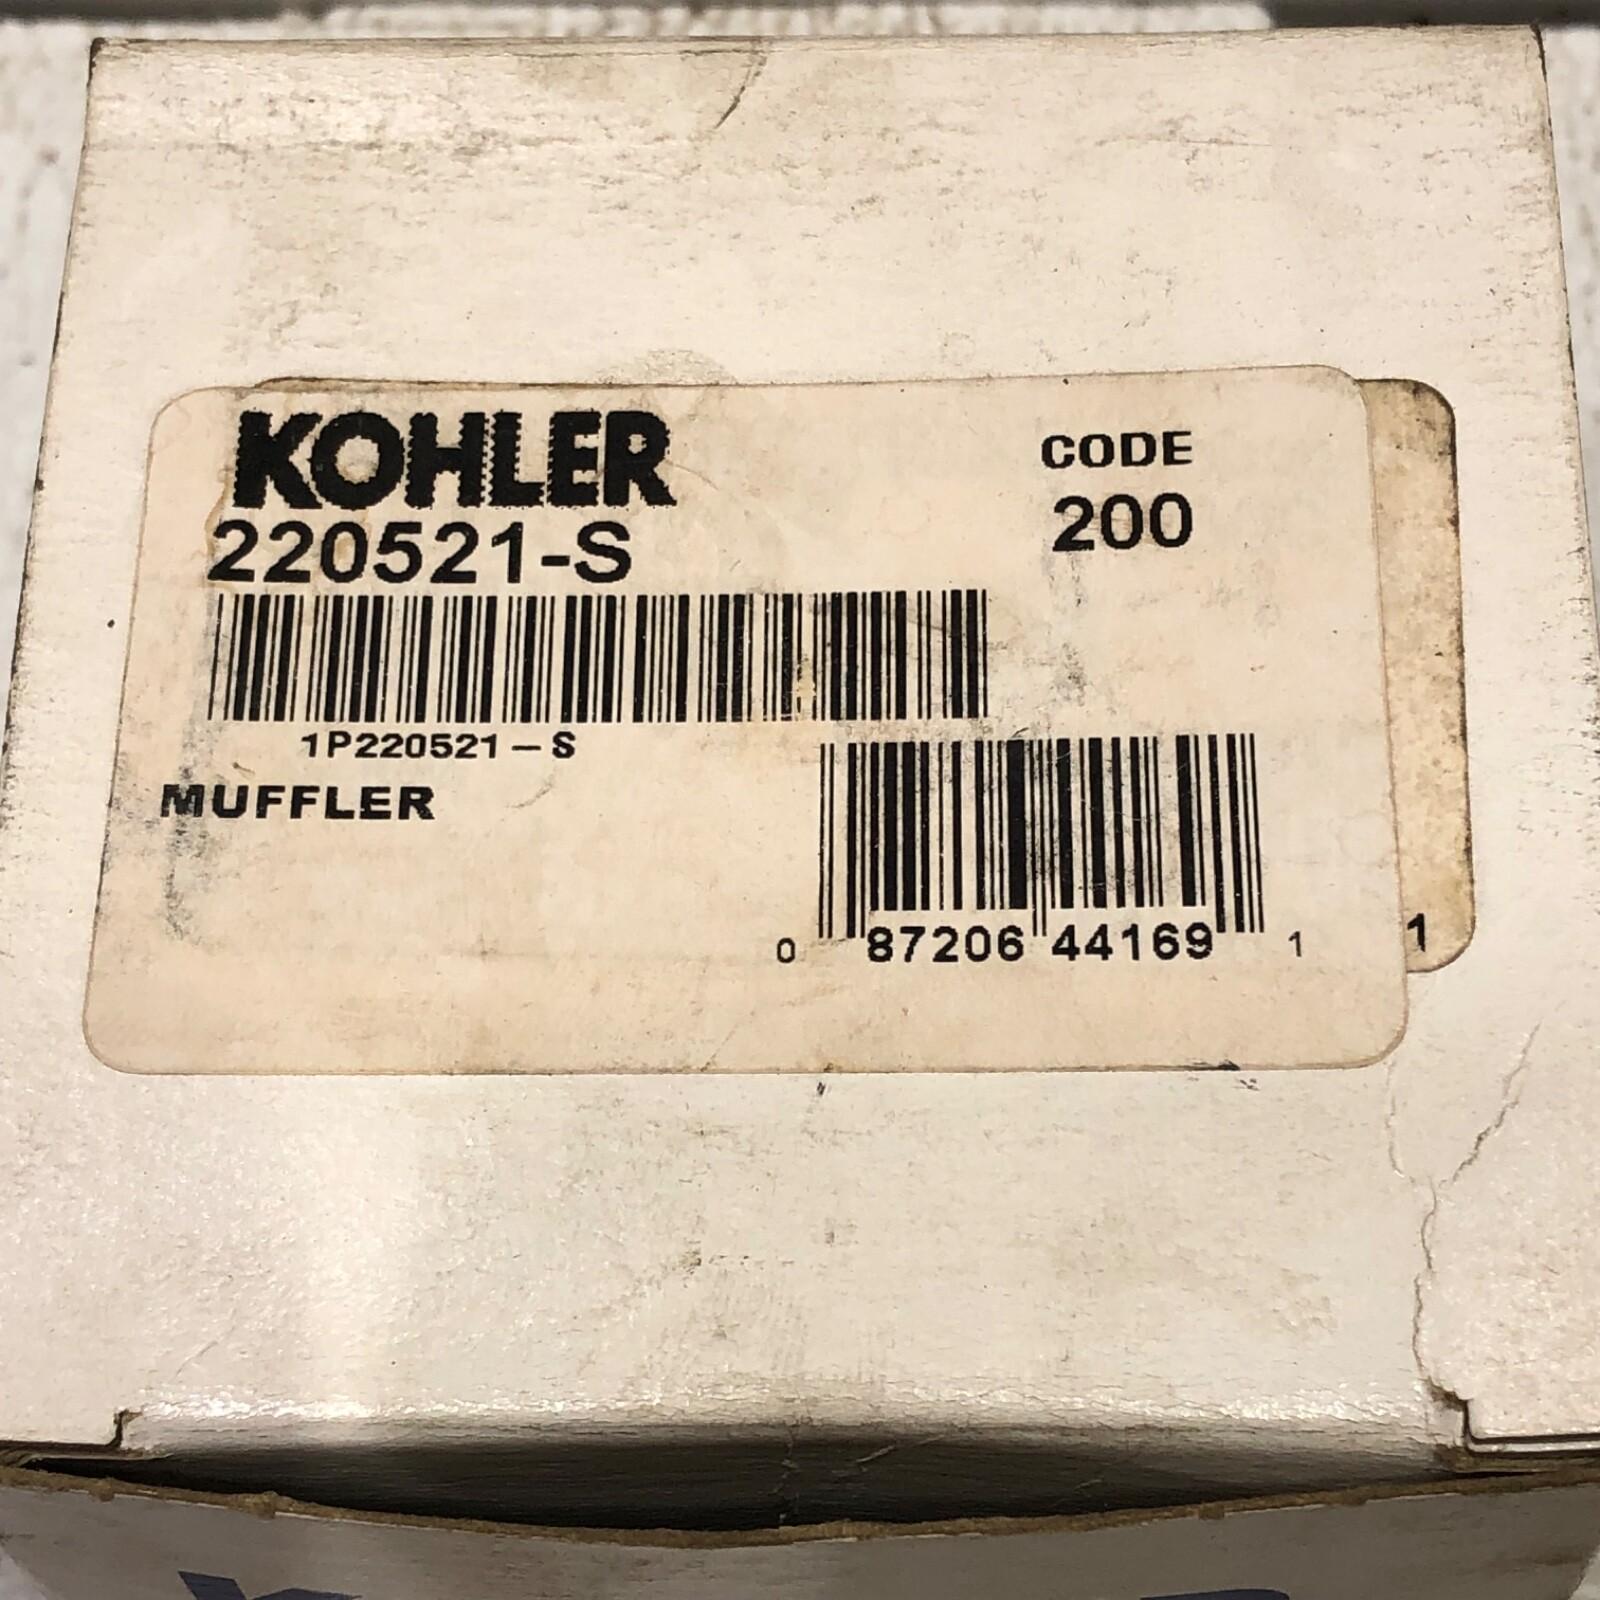 KOHLER
CODE
220521-S
200
1P220521-S
MUFFLER
0 87206 44169 1
1